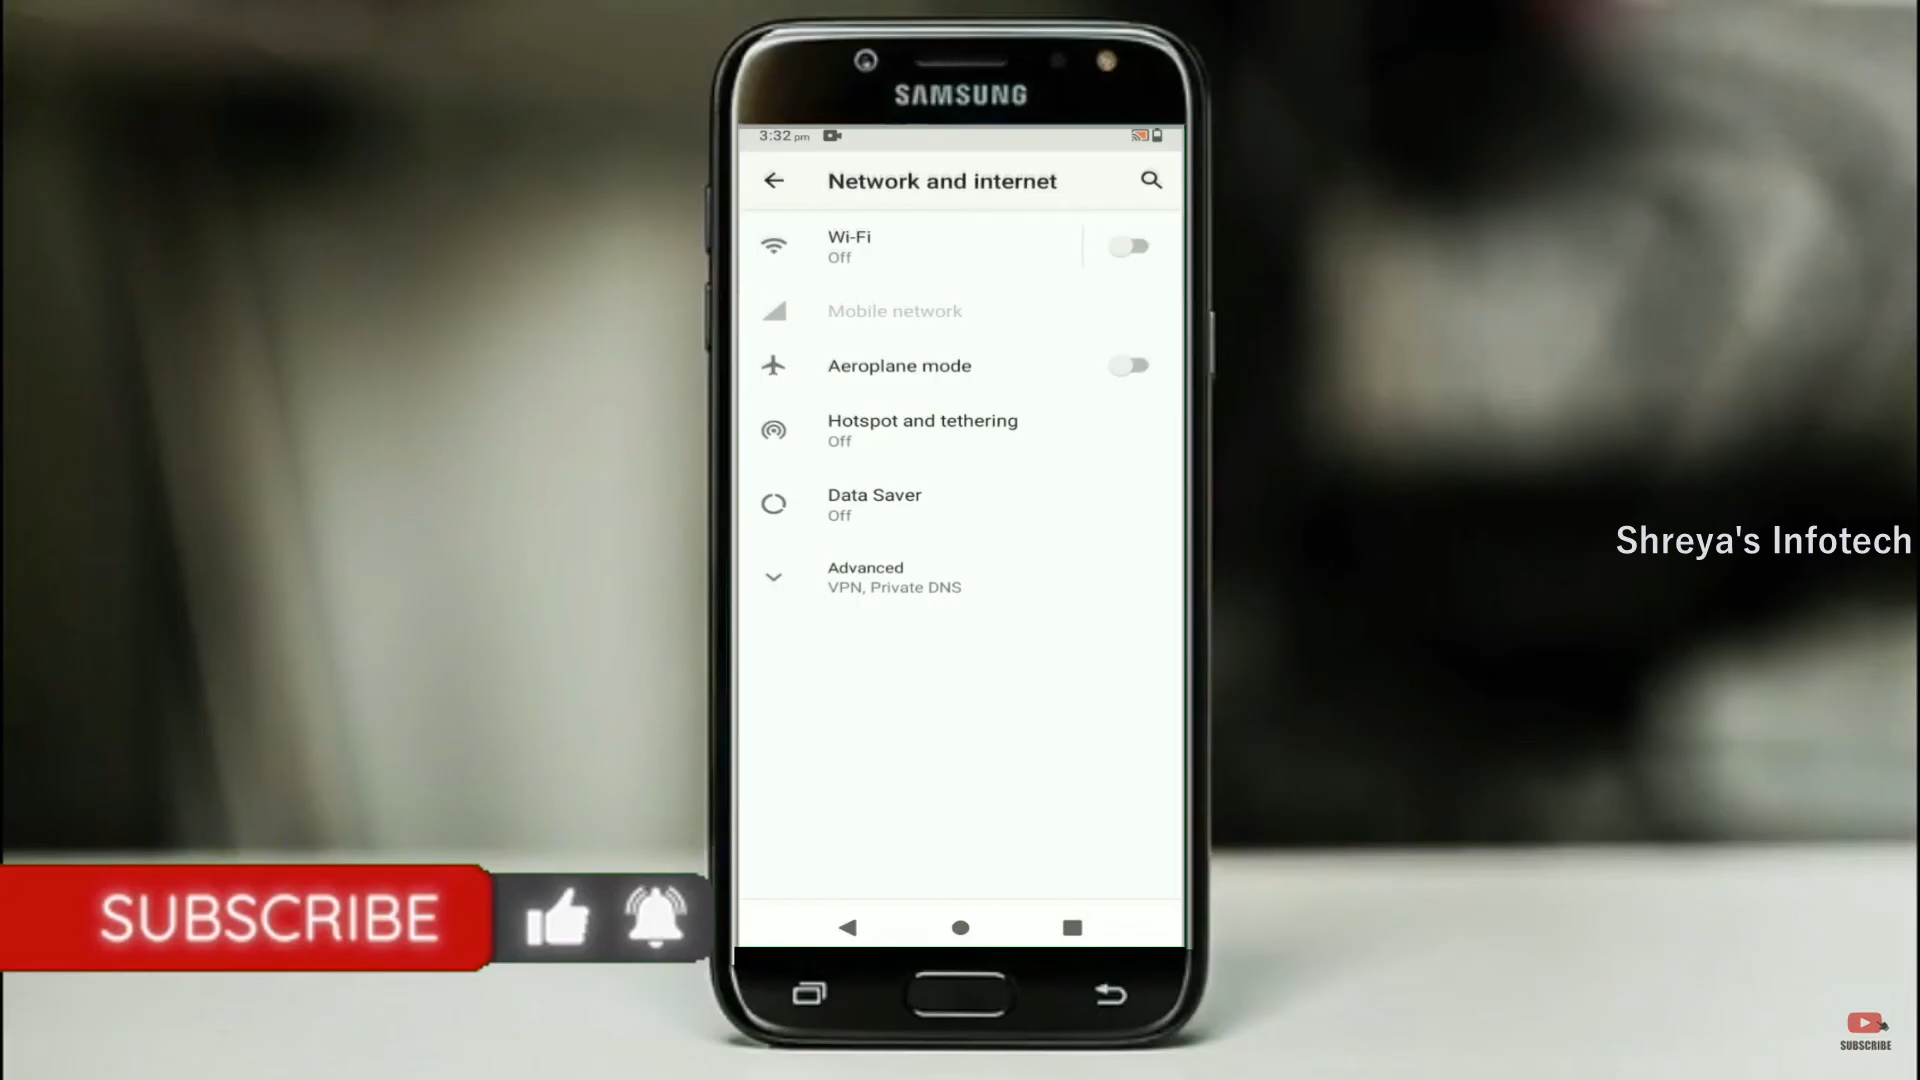 SAMSUNG
3:32 pm
Network and internet
Wi-Fi
Off
Mobile network
Aeroplane mode
Hotspot and tethering
Off
Data Saver
Off
Advanced
VPN, Private DNS
Shreya's Infotech
SUBSCRIBE
SUBSCRIBE